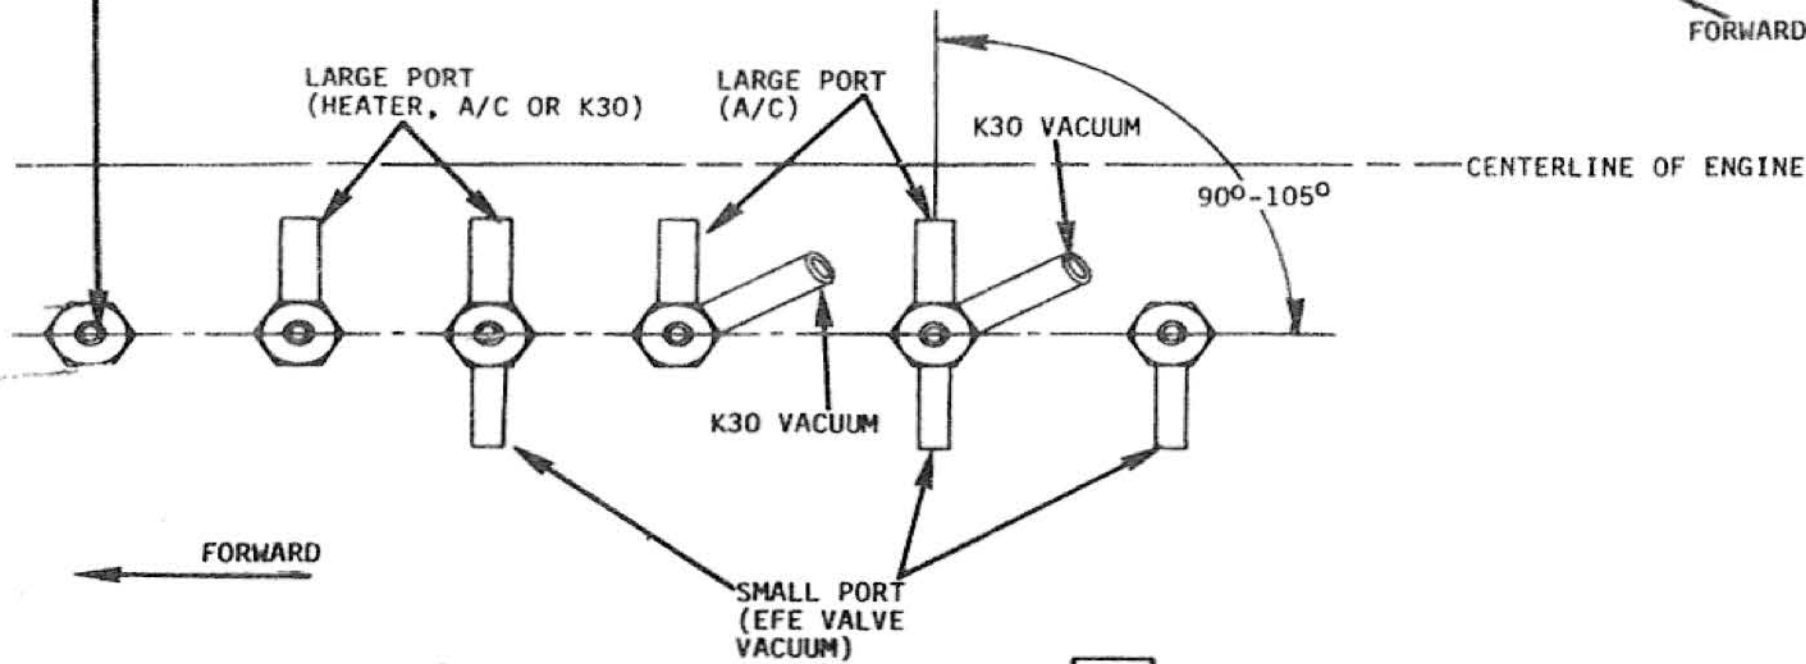 FORWARD
LARGE PORT
(HEATER, A/C OR K30)
LARGE PORT
(A/C)
K30 VACUUM
CENTERLINE OF ENGINE
90°-105°
K30 VACUUM
FORWARD
SMALL PORT
(EFE VALVE
VACUUM)